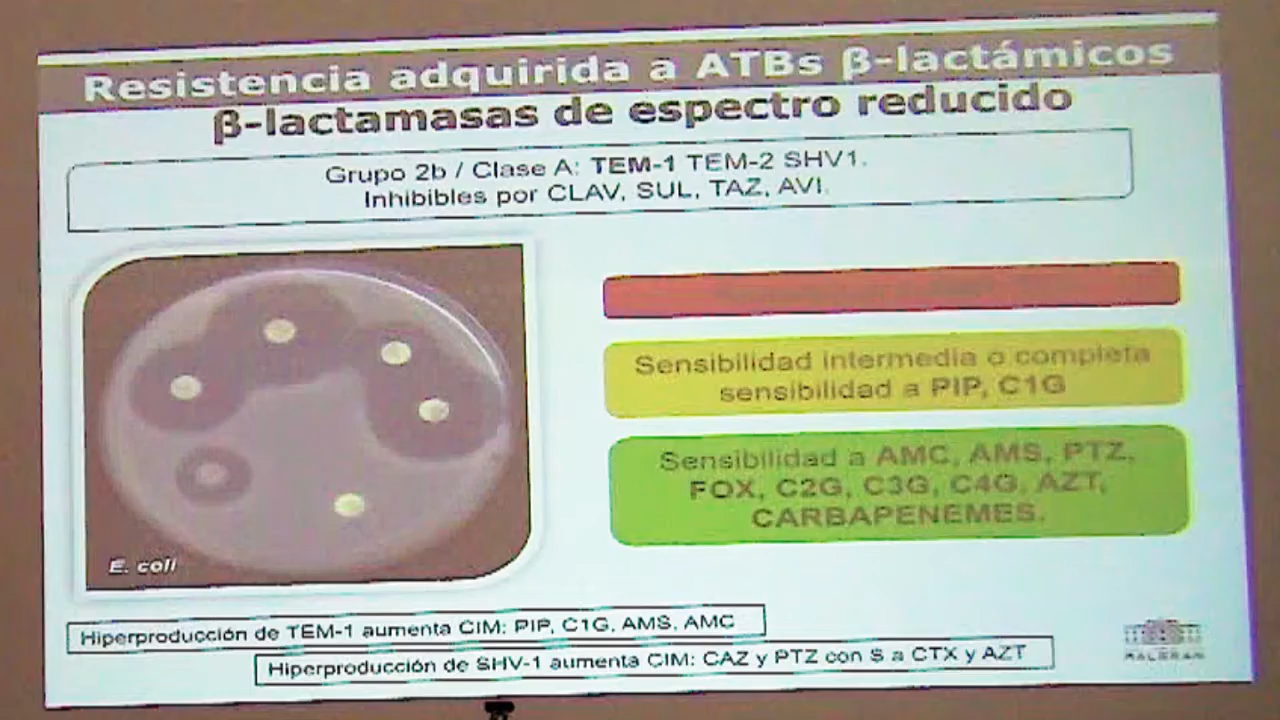 Resistencia adquirida a ATBs β-lactámicos
β-lactamasas de espectro reducido
Grupo 2b / Clase A: TEM-1 TEM-2 SHV1.
Inhibibles por CLAV, SUL, TAZ, AVI.
Sensibilidad intermedia o completa
sensibilidad a PIP, C1G
Sensibilidad a AMC, AMS, PTZ,
FOX, C2G, C3G, C4G, AZT,
CARBAPENEMES.
E. coli
Hiperproducción de TEM-1 aumenta CIM: PIP, C1G, AMS, AMC
Hiperproducción de SHV-1 aumenta CIM: CAZ y PTZ con S a CTX y AZT
MALBRAN